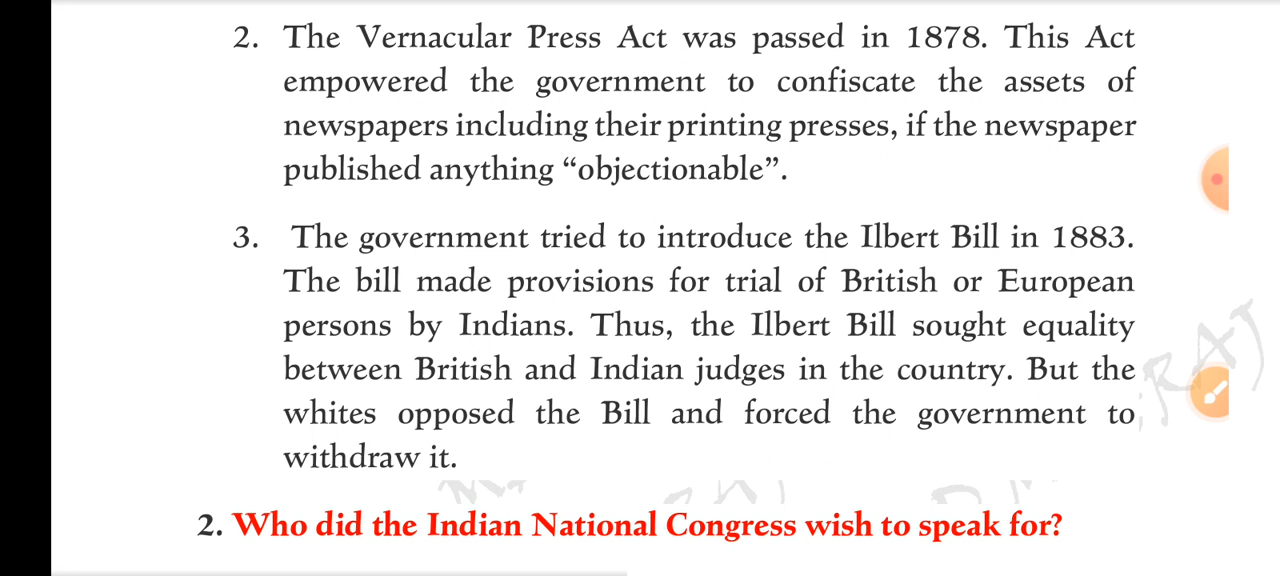 2. The Vernacular Press Act was passed in 1878. This Act
empowered the government to confiscate the assets of
newspapers including their printing presses, if the newspaper
published anything “objectionable”.
3. The government tried to introduce the Ilbert Bill in 1883.
The bill made provisions for trial of British or European
persons by Indians. Thus, the Ilbert Bill sought equality
between British and Indian judges in the country. But the
whites opposed the Bill and forced the government to
withdraw it.
2. Who did the Indian National Congress wish to speak for?